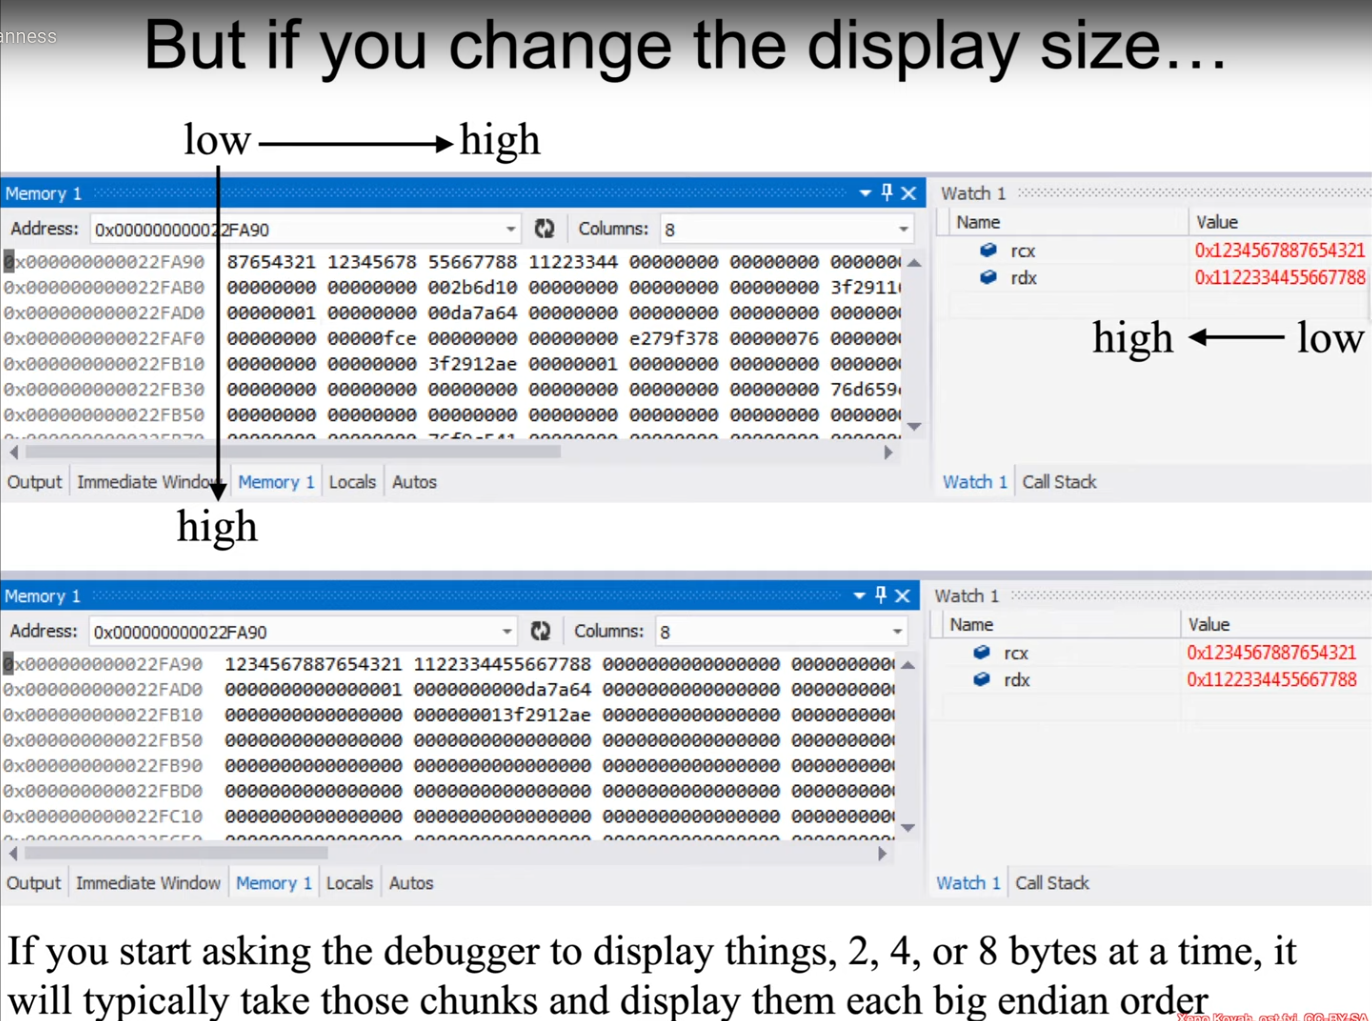 anness
But if you change the display size...
low high
Memory 1
Address: 0x000000000022FA90 Columns: 8
0x000000000022FA90 87654321 12345678 55667788 11223344 00000000 00000000 0000000
0x000000000022FAB0 00000000 00000000 002b6d10 00000000 00000000 00000000 3f2911
0x000000000022FAD0 00000001 00000000 00da7a64 00000000 00000000 00000000 0000000
0x000000000022FAF0 00000000 00000fce 00000000 00000000 e279f378 00000076 0000000
0x000000000022FB10 00000000 00000000 3f2912ae 00000001 00000000 00000000 0000000
0x000000000022FB30 00000000 00000000 00000000 00000000 00000000 00000000 76d659
0x000000000022FB50 00000000 00000000 00000000 00000000 00000000 00000000 0000000
Output Immediate Window Memory 1 Locals Autos
high
Watch 1
Name Value
rcx 0x1234567887654321
rdx 0x1122334455667788
high low
Watch 1 Call Stack
Memory 1
Address: 0x000000000022FA90 Columns: 8
0x000000000022FA90 1234567887654321 1122334455667788 0000000000000000 000000000
0x000000000022FAD0 0000000000000001 0000000000da7a64 0000000000000000 000000000
0x000000000022FB10 0000000000000000 000000013f2912ae 0000000000000000 000000000
0x000000000022FB50 0000000000000000 0000000000000000 0000000000000000 000000000
0x000000000022FB90 0000000000000000 0000000000000000 0000000000000000 000000000
0x000000000022FBD0 0000000000000000 0000000000000000 0000000000000000 000000000
0x000000000022FC10 0000000000000000 0000000000000000 0000000000000000 000000000
Output Immediate Window Memory 1 Locals Autos
Watch 1
Name Value
rcx 0x1234567887654321
rdx 0x1122334455667788
Watch 1 Call Stack
If you start asking the debugger to display things, 2, 4, or 8 bytes at a time, it
will typically take those chunks and display them each big endian order